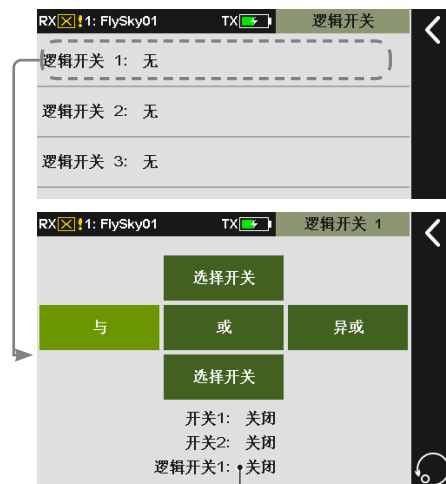 RX 1: FlySky01 TX 逻辑开关
逻辑开关 1: 无
逻辑开关 2: 无
逻辑开关 3: 无
RX 1: FlySky01 TX 逻辑开关 1
选择开关
与 或 异或
选择开关
开关1: 关闭
开关2: 关闭
逻辑开关1: 关闭